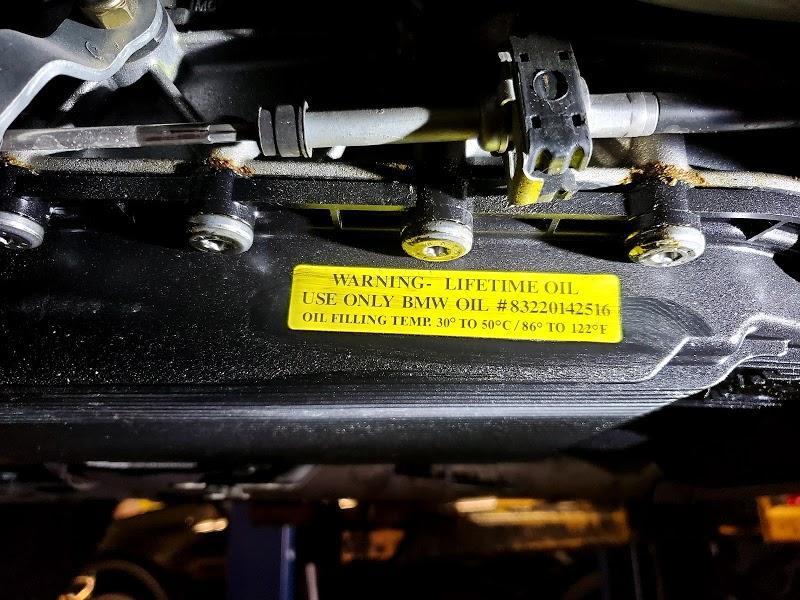 WARNING- LIFETIME OIL
USE ONLY BMW OIL #83220142516
OIL FILLING TEMP. 30° TO 50°C/86° TO 122°F